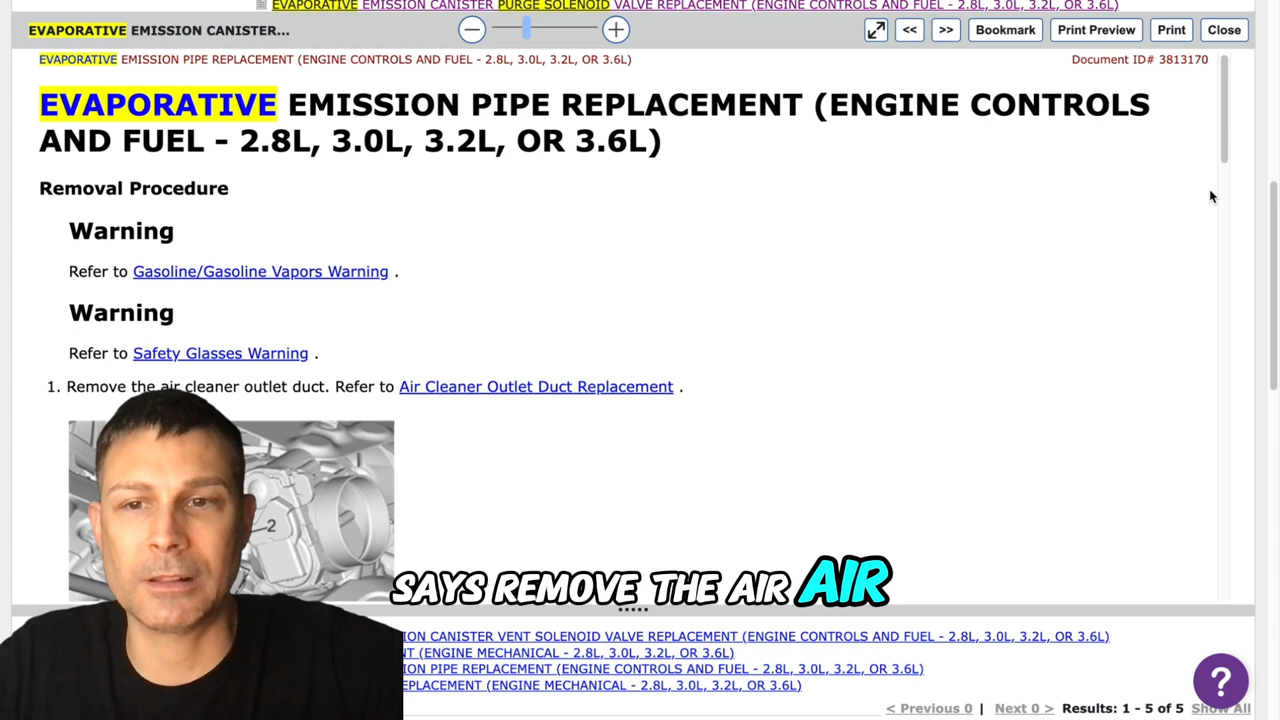 EVAPORATIVE EMISSION CANISTER PURGE SOLENOID VALVE REPLACEMENT (ENGINE CONTROLS AND FUEL - 2.8L, 3.0L, 3.2L, OR 3.6L)
EVAPORATIVE EMISSION CANISTER...
<< >> Bookmark Print Preview Print Close
EVAPORATIVE EMISSION PIPE REPLACEMENT (ENGINE CONTROLS AND FUEL - 2.8L, 3.0L, 3.2L, OR 3.6L) Document ID# 3813170
EVAPORATIVE EMISSION PIPE REPLACEMENT (ENGINE CONTROLS
AND FUEL - 2.8L, 3.0L, 3.2L, OR 3.6L)
Removal Procedure
Warning
Refer to Gasoline/Gasoline Vapors Warning .
Warning
Refer to Safety Glasses Warning .
1. Remove the air cleaner outlet duct. Refer to Air Cleaner Outlet Duct Replacement .
2
SAYS REMOVE THE AIR AIR
ON CANISTER VENT SOLENOID VALVE REPLACEMENT (ENGINE CONTROLS AND FUEL - 2.8L, 3.0L, 3.2L, OR 3.6L)
NT (ENGINE MECHANICAL - 2.8L, 3.0L, 3.2L, OR 3.6L)
ON PIPE REPLACEMENT (ENGINE CONTROLS AND FUEL - 2.8L, 3.0L, 3.2L, OR 3.6L)
EPLACEMENT (ENGINE MECHANICAL - 2.8L, 3.0L, 3.2L, OR 3.6L)
< Previous 0 | Next 0 > Results: 1 - 5 of 5 Show All
?